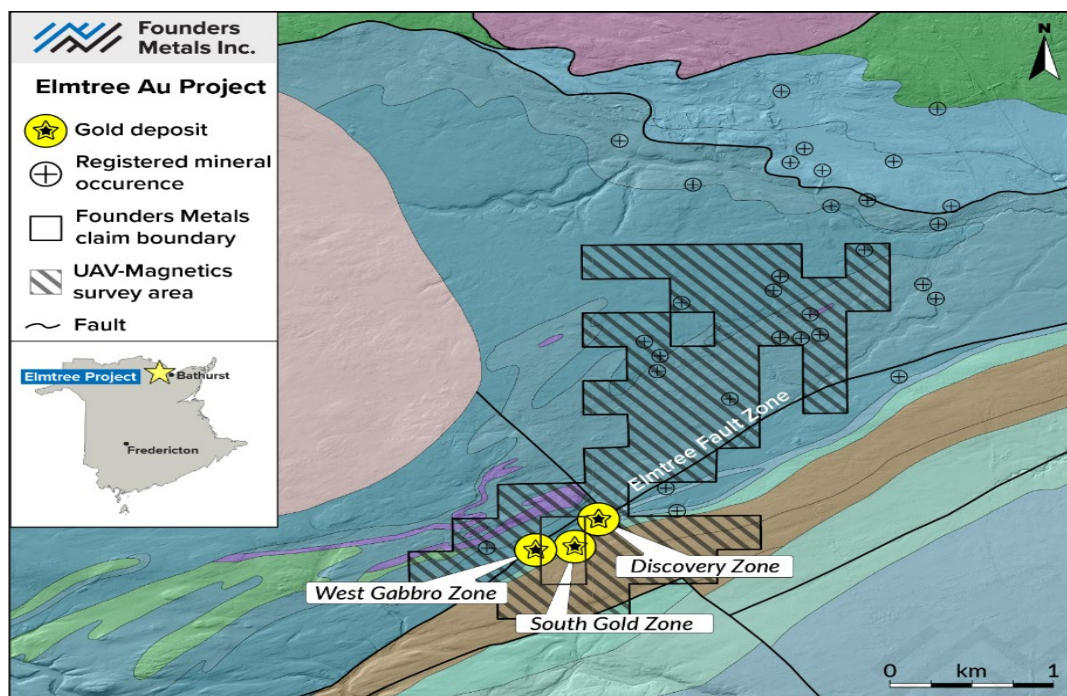 Founders
Metals Inc.
Elmtree Au Project
Gold deposit
Registered mineral
occurence
Founders Metals
claim boundary
UAV-Magnetics
survey area
Fault
Elmtree Project
Bathurst
Fredericton
N
Elmtree Fault Zone
Discovery Zone
West Gabbro Zone
South Gold Zone
0 km 1